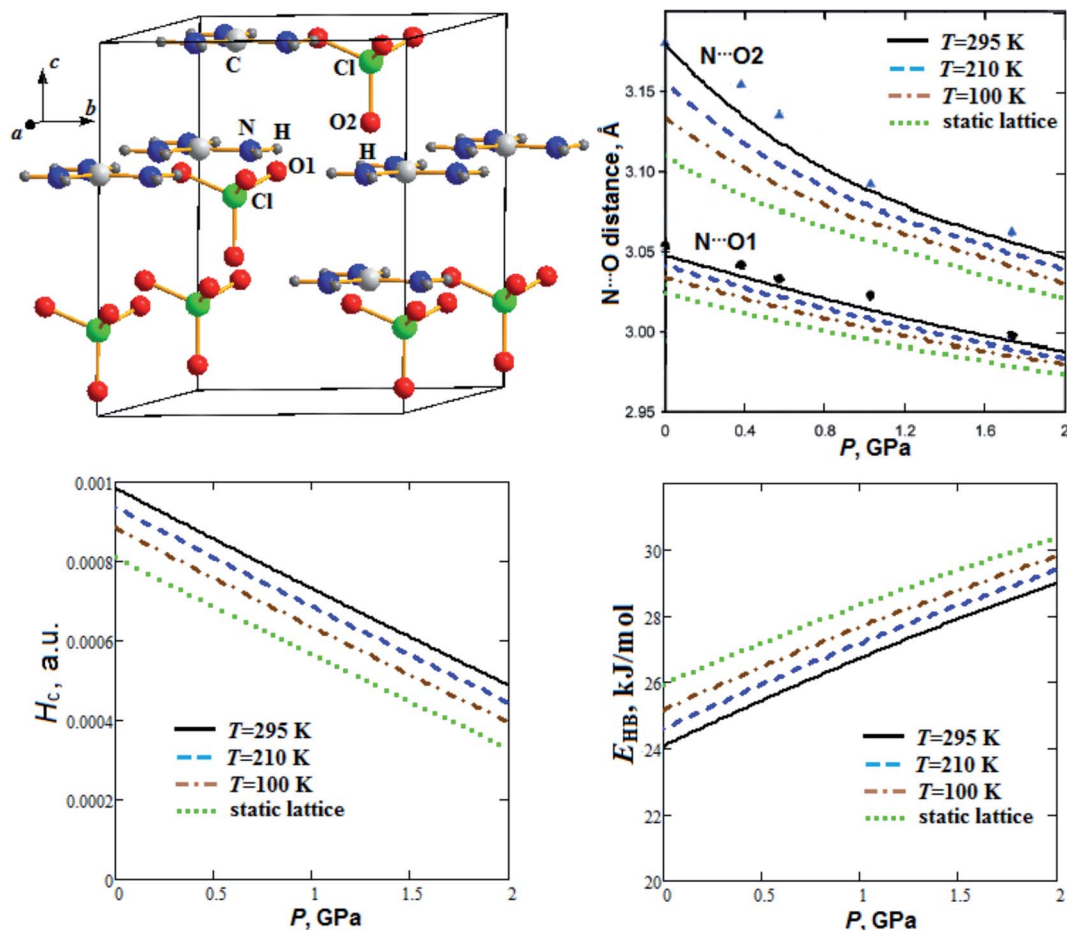 c
b
a
C
Cl
O2
N
H
O1
H
Cl
N···O distance, Å
3.15
3.10
3.05
3.00
2.95
N···O2
N···O1
T=295 K
T=210 K
T=100 K
static lattice
0 0.4 0.8 1.2 1.6 2
P, GPa
H_c, a.u.
0.001
0.0008
0.0006
0.0004
0.0002
0
T=295 K
T=210 K
T=100 K
static lattice
0 0.5 1 1.5 2
P, GPa
E_HB, kJ/mol
30
28
26
24
22
20
T=295 K
T=210 K
T=100 K
static lattice
0 0.5 1 1.5 2
P, GPa